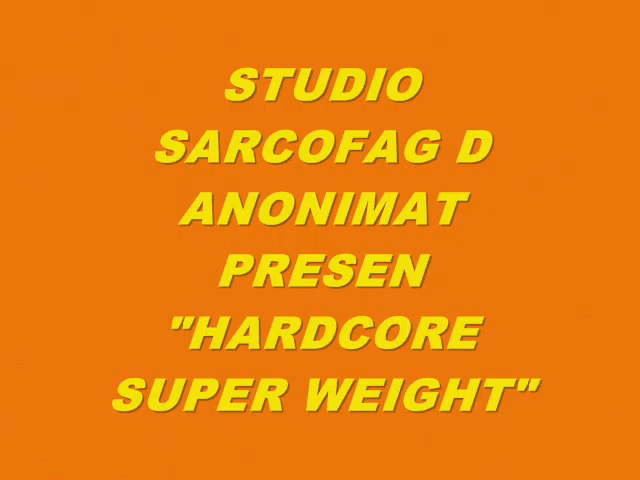 STUDIO
SARCOFAG D
ANONIMAT
PRESEN
"HARDCORE
SUPER WEIGHT"